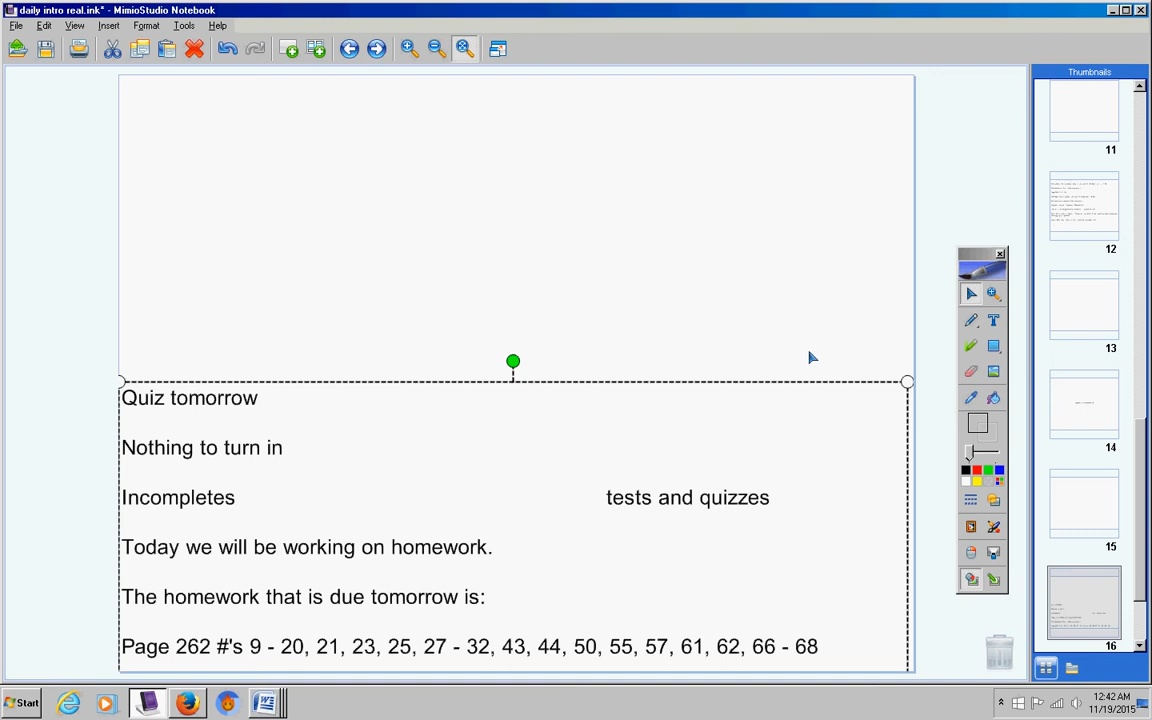 daily intro real.ink* - MimioStudio Notebook
File Edit View Insert Format Tools Help
Thumbnails
11
12
13
14
15
16
Quiz tomorrow
Nothing to turn in
Incompletes tests and quizzes
Today we will be working on homework.
The homework that is due tomorrow is:
Page 262 #'s 9 - 20, 21, 23, 25, 27 - 32, 43, 44, 50, 55, 57, 61, 62, 66 - 68
Start
12:42 AM
11/19/2015